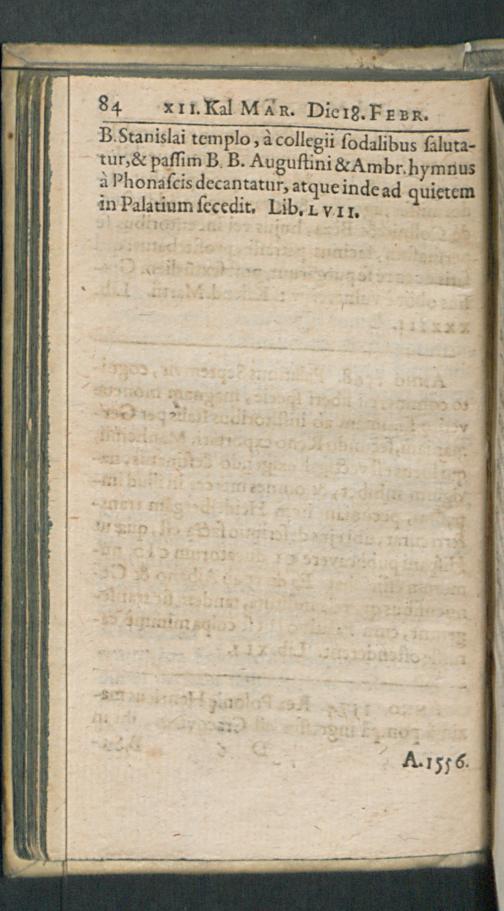 84 XII. Kal MAR. Die 18. FEBR.
B. Stanislai templo, à collegii ſodalibus ſaluta-
tur, & paſſim B. B. Auguſtini & Ambr. hymnus
à Phonaſcis decantatur, atque inde ad quietem
in Palatium ſecedit. Lib. LVII.
A. 1556.